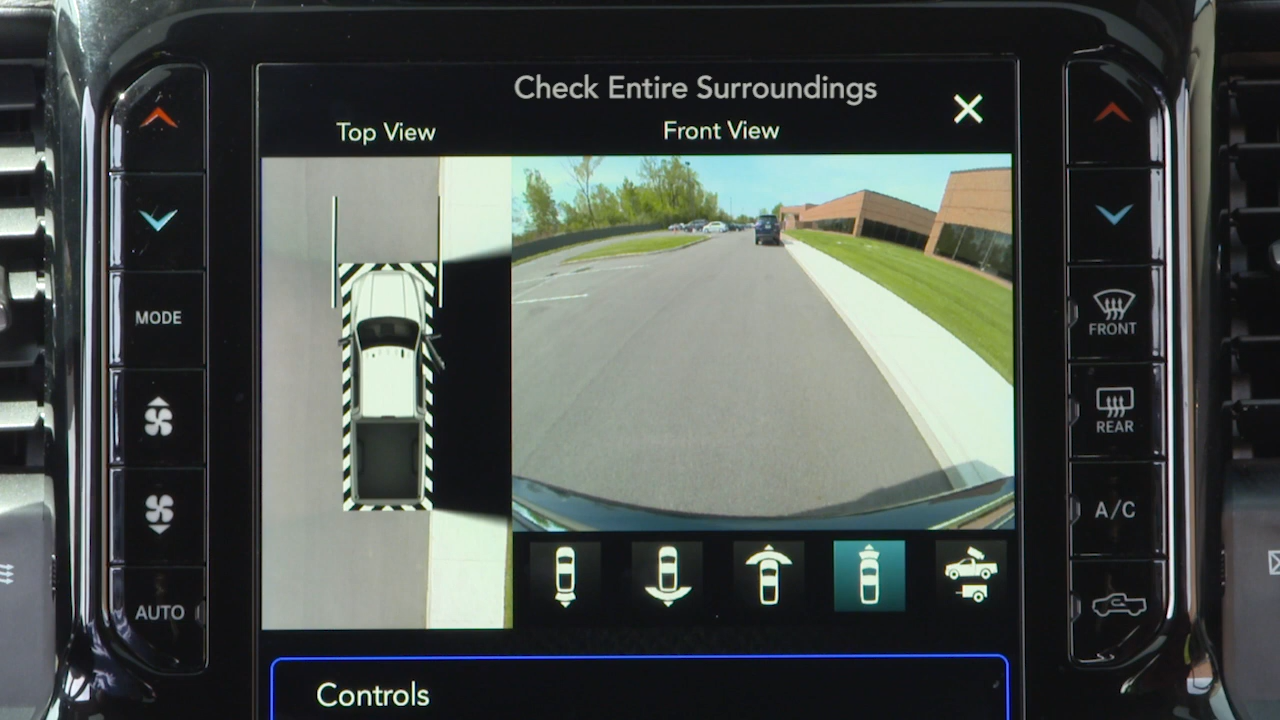 Check Entire Surroundings
Top View
Front View
MODE
AUTO
FRONT
REAR
A/C
Controls